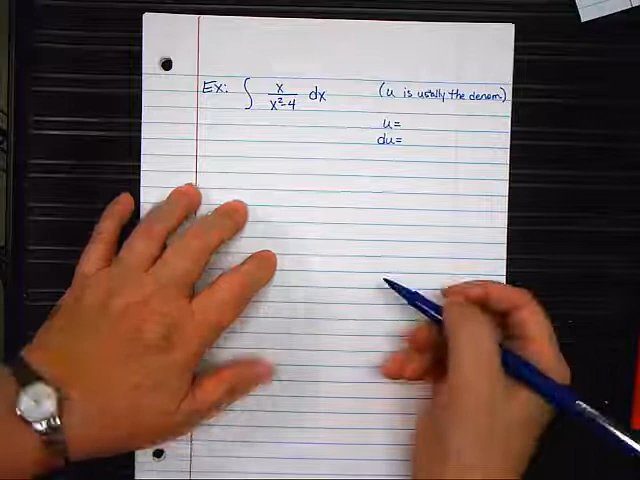 Ex: ∫ x/(x²-4) dx (u is usually the denom)
u=
du=